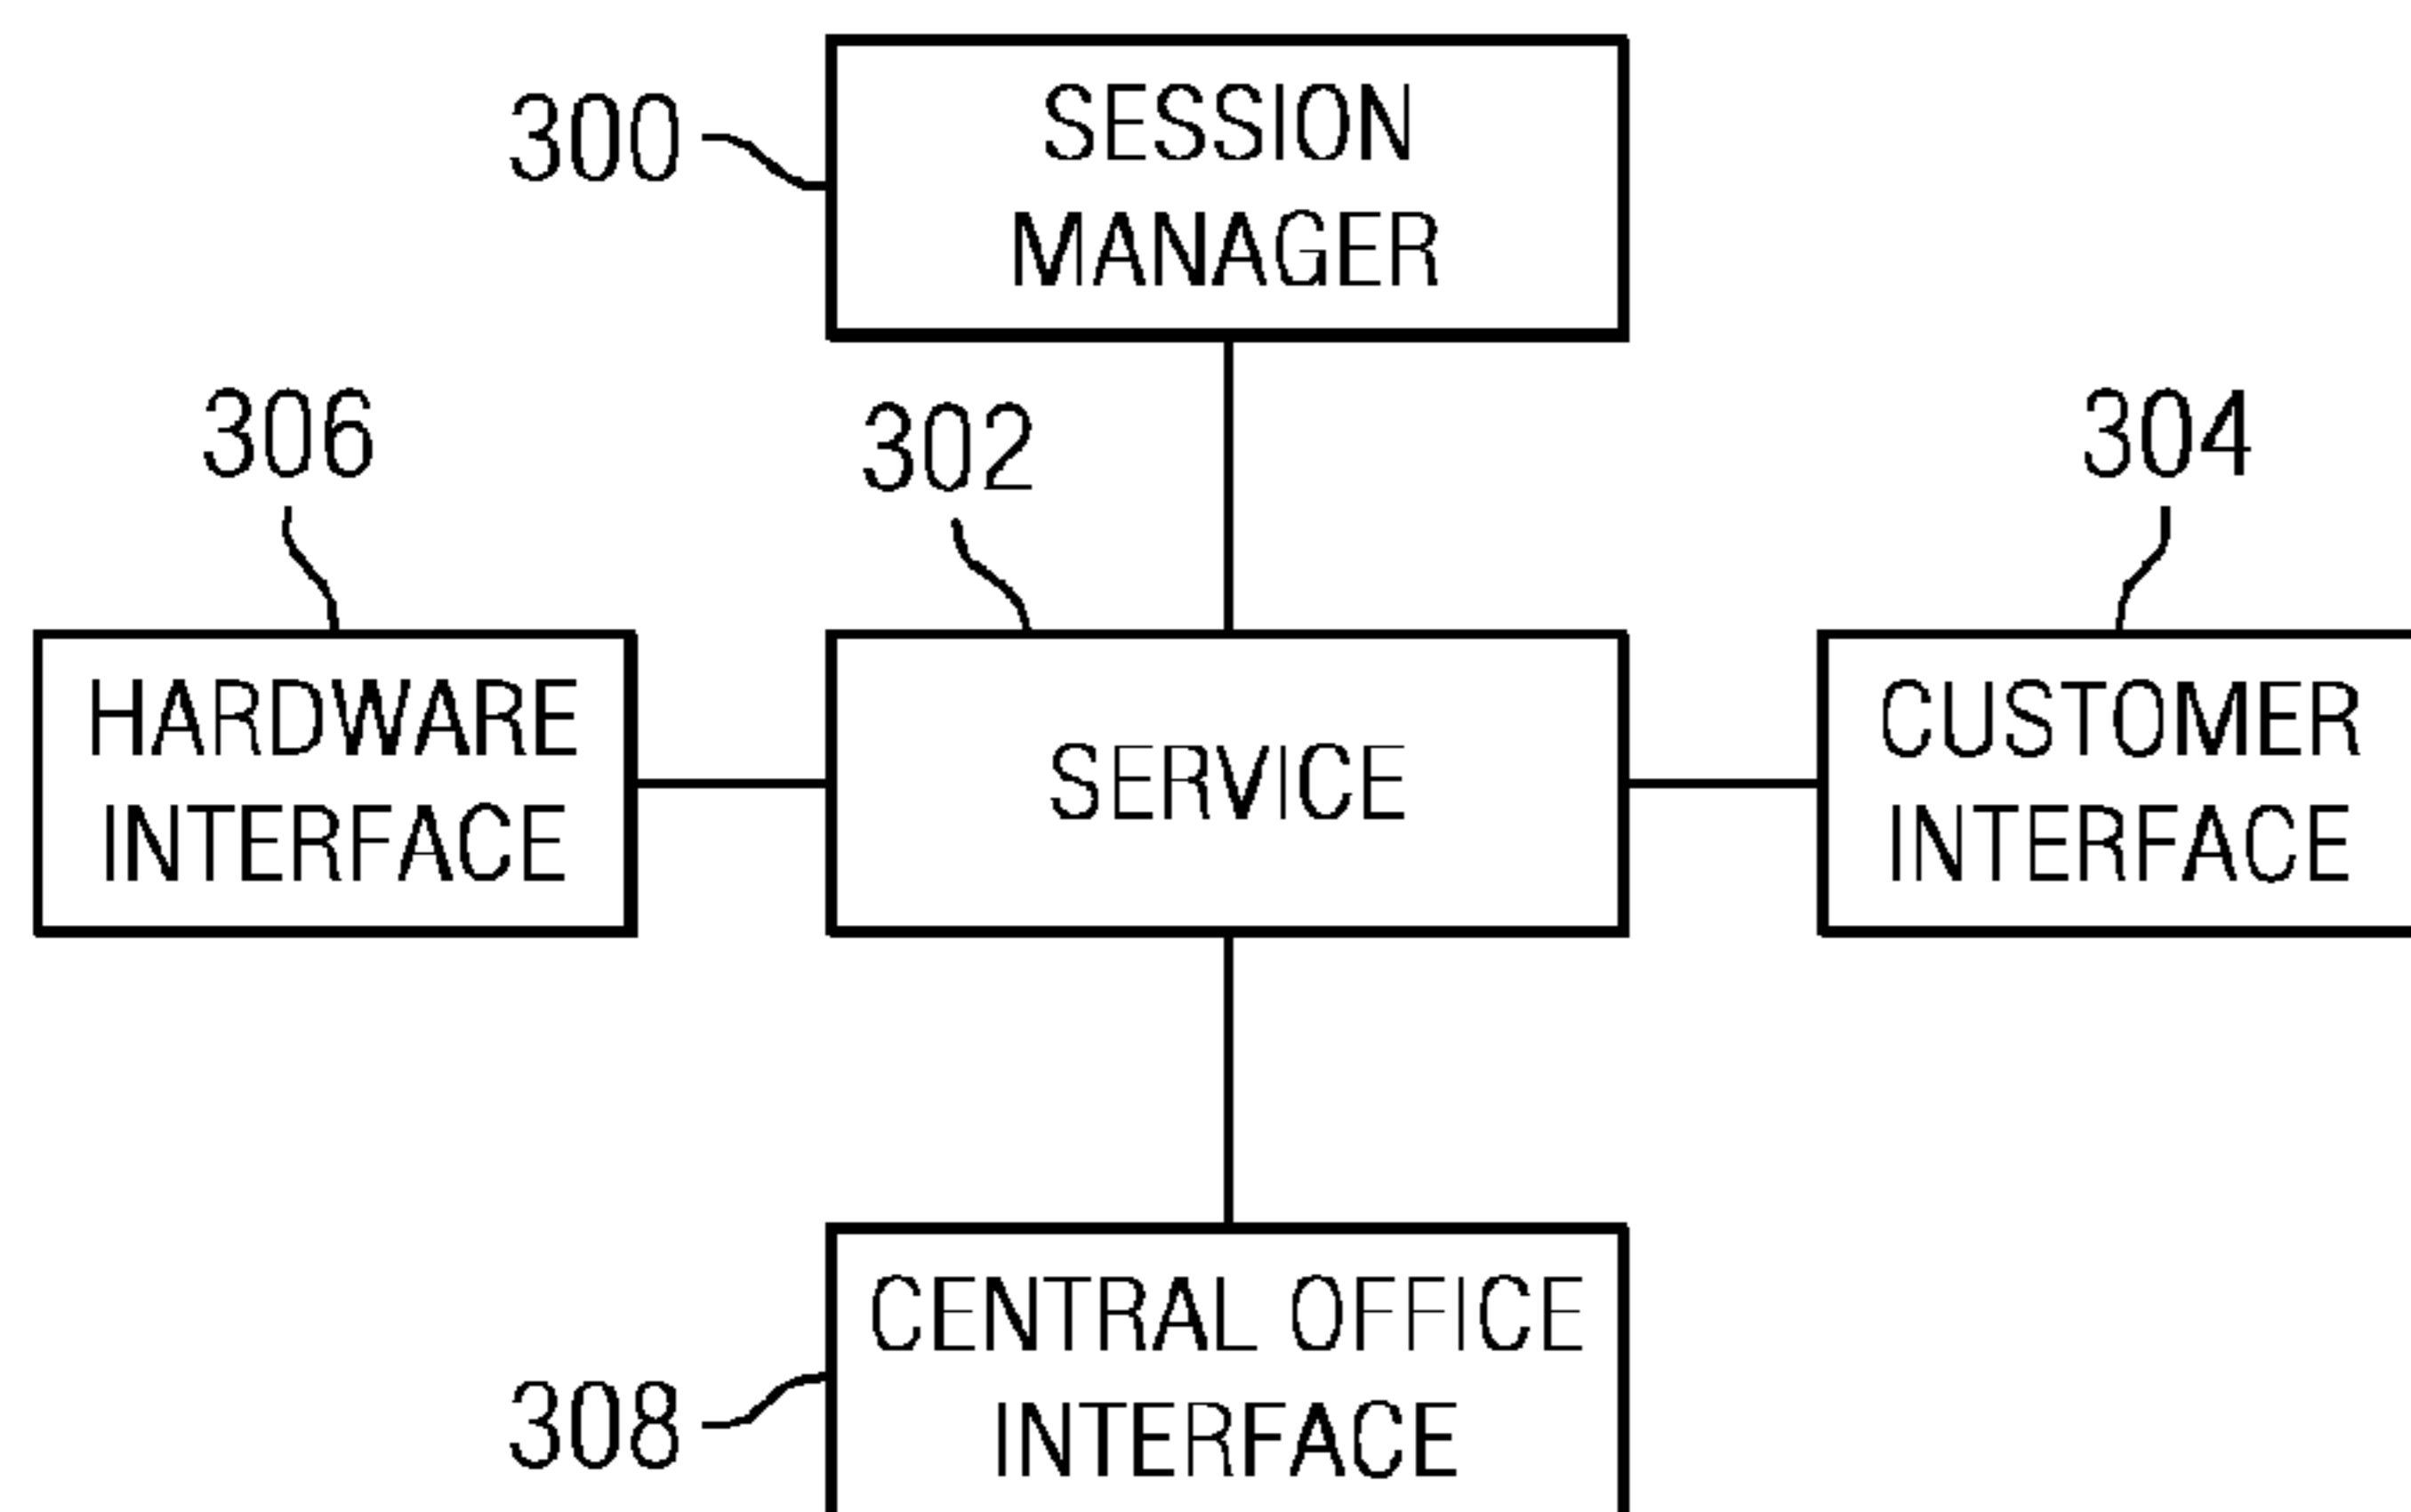 300
SESSION
MANAGER
306
302
304
HARDWARE
INTERFACE
SERVICE
CUSTOMER
INTERFACE
308
CENTRAL OFFICE
INTERFACE